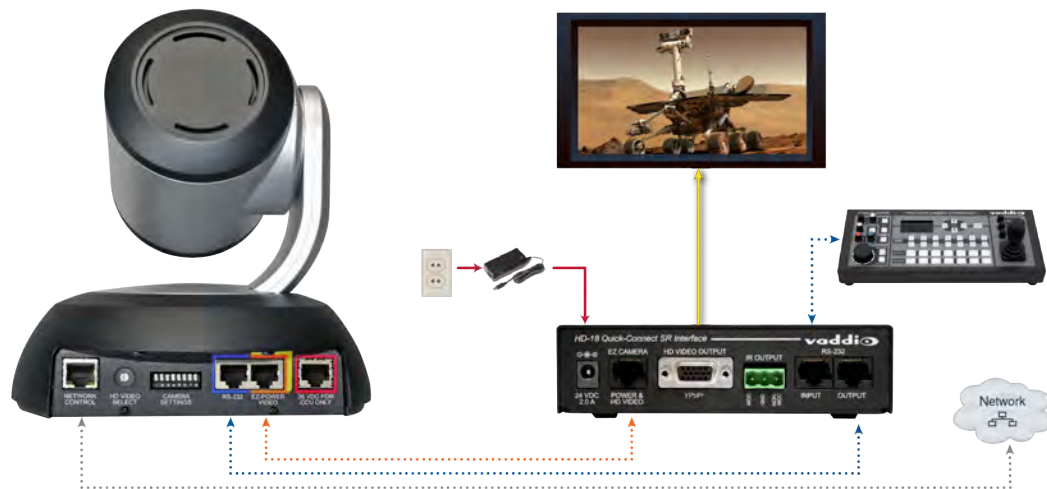 NETWORK
CONTROL
HD VIDEO
SELECT
CAMERA
SETTINGS
RS-232
EZ-POWER
VIDEO
36 VDC FOR
CCU ONLY
vaddio
HD-18 Quick-Connect SR Interface
vaddio
EZ CAMERA
HD VIDEO OUTPUT
IR OUTPUT
RS-232
24 VDC
2.0 A
POWER &
HD VIDEO
YPbPr
INPUT
OUTPUT
Network